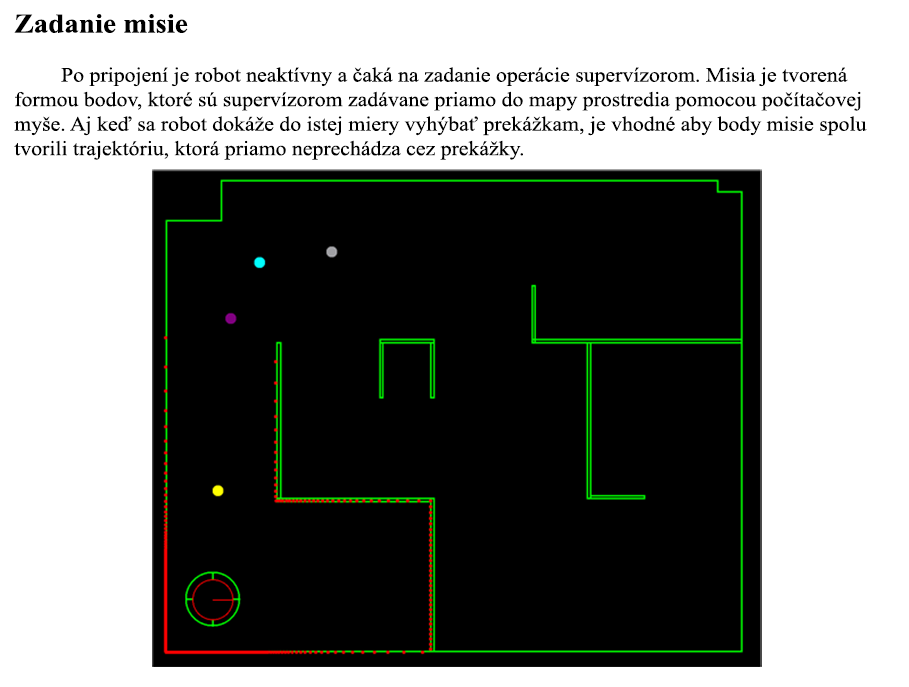 Zadanie misie
Po pripojení je robot neaktívny a čaká na zadanie operácie supervízorom. Misia je tvorená
formou bodov, ktoré sú supervízorom zadávane priamo do mapy prostredia pomocou počítačovej
myše. Aj keď sa robot dokáže do istej miery vyhýbať prekážkam, je vhodné aby body misie spolu
tvorili trajektóriu, ktorá priamo neprechádza cez prekážky.